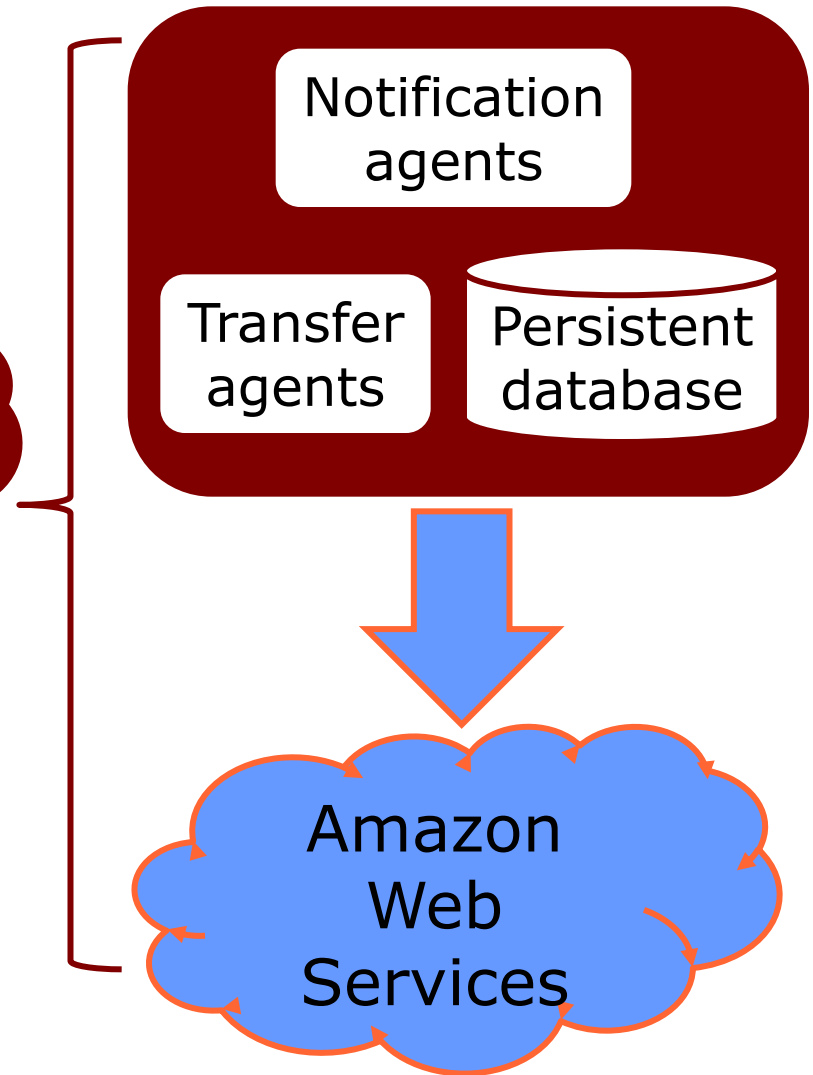 Notification
agents
Transfer
agents
Persistent
database
Amazon
Web
Services